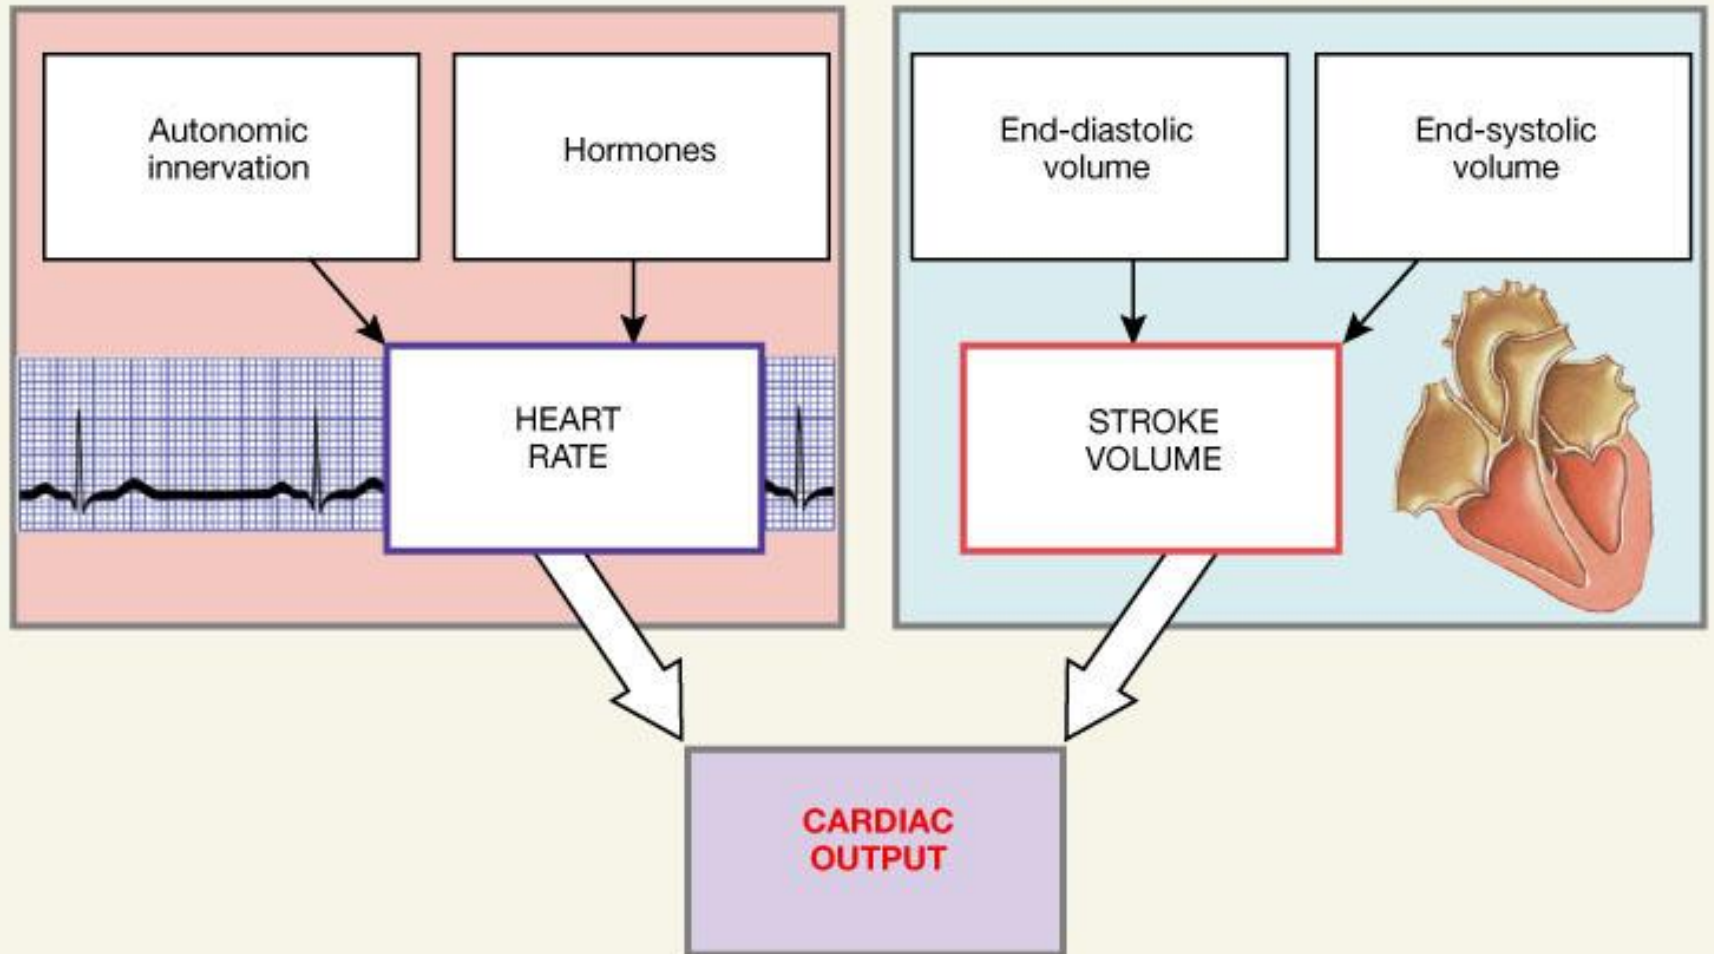 Autonomic
innervation
Hormones
End-diastolic
volume
End-systolic
volume
HEART
RATE
STROKE
VOLUME
CARDIAC
OUTPUT